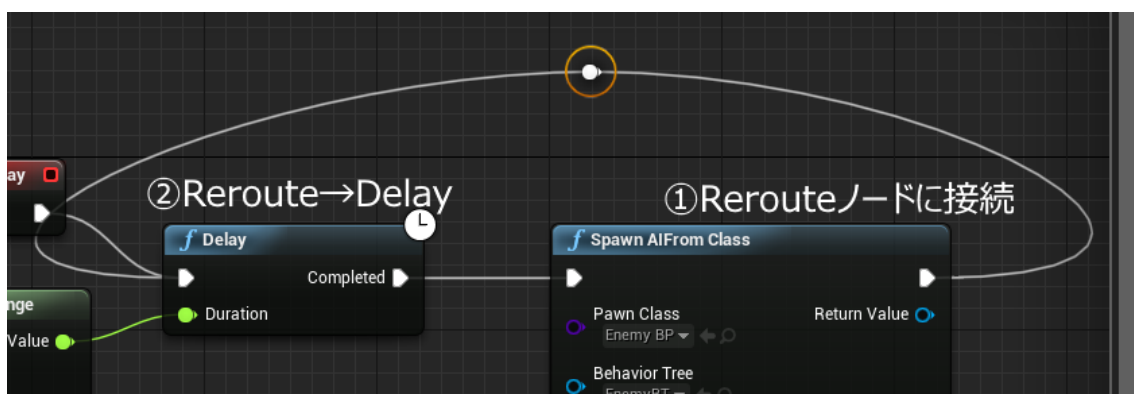 ay
②Reroute→Delay
①Rerouteノードに接続
f Delay
f Spawn AIFrom Class
Completed
nge
Duration
Pawn Class
Return Value
Value
Enemy BP
Behavior Tree
EnemyBT